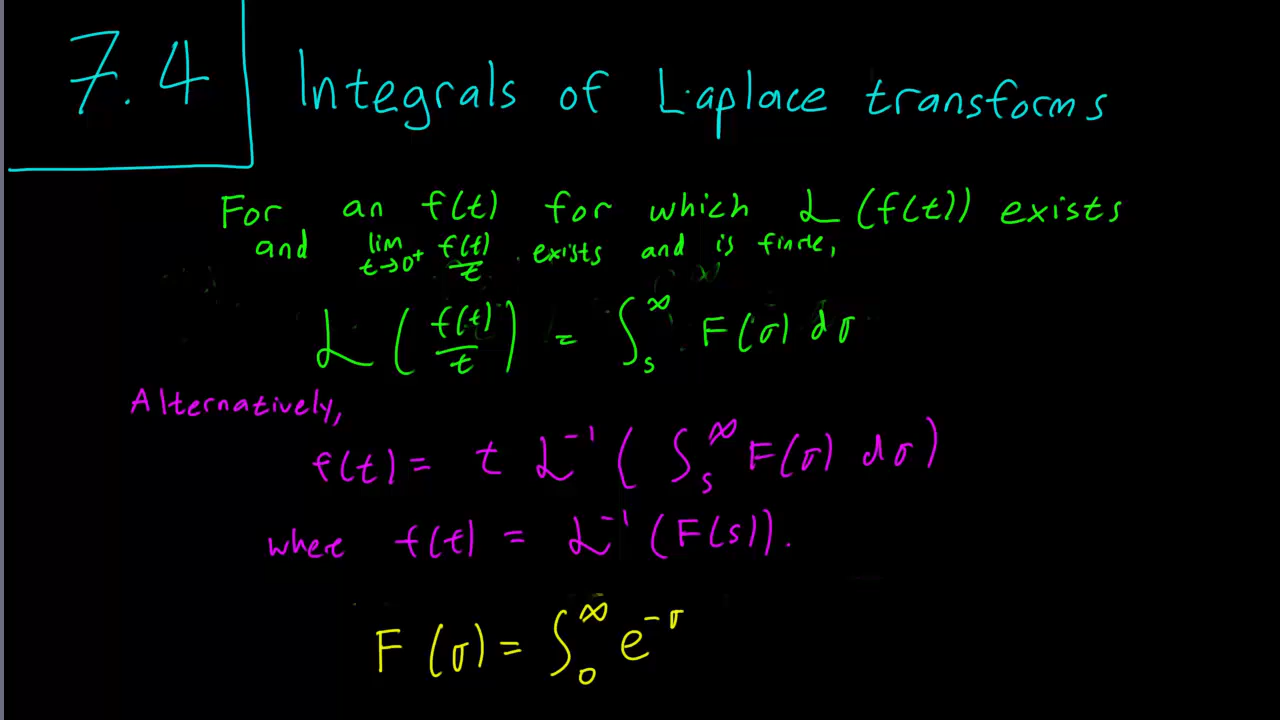 7.4 Integrals of Laplace transforms
For an f(t) for which ℒ(f(t)) exists
and lim t→0⁺ f(t)/t exists and is finite,
ℒ(f(t)/t) = ∫ₛ^∞ F(σ) dσ
Alternatively,
f(t) = t ℒ⁻¹(∫ₛ^∞ F(σ) dσ)
where f(t) = ℒ⁻¹(F(s)).
F(σ) = ∫₀^∞ e^-σ